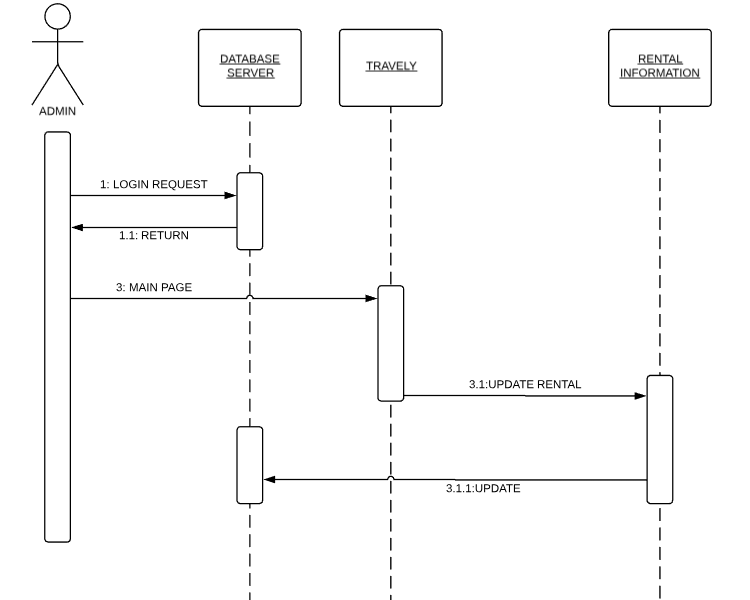 DATABASE
SERVER
TRAVELY
RENTAL
INFORMATION
ADMIN
1: LOGIN REQUEST
1.1: RETURN
3: MAIN PAGE
3.1:UPDATE RENTAL
3.1.1:UPDATE